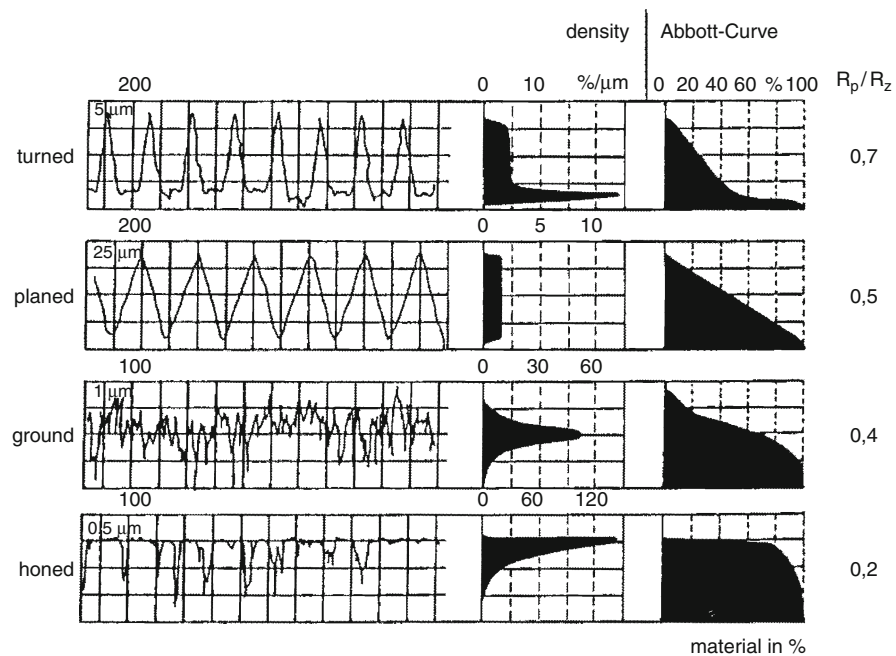 density Abbott-Curve
200 0 10 %/µm 0 20 40 60 % 100 Rp/Rz
5 µm
turned 0,7
200 0 5 10
25 µm
planed 0,5
100 0 30 60
1 µm
ground 0,4
100 0 60 120
0.5 µm
honed 0,2
material in %